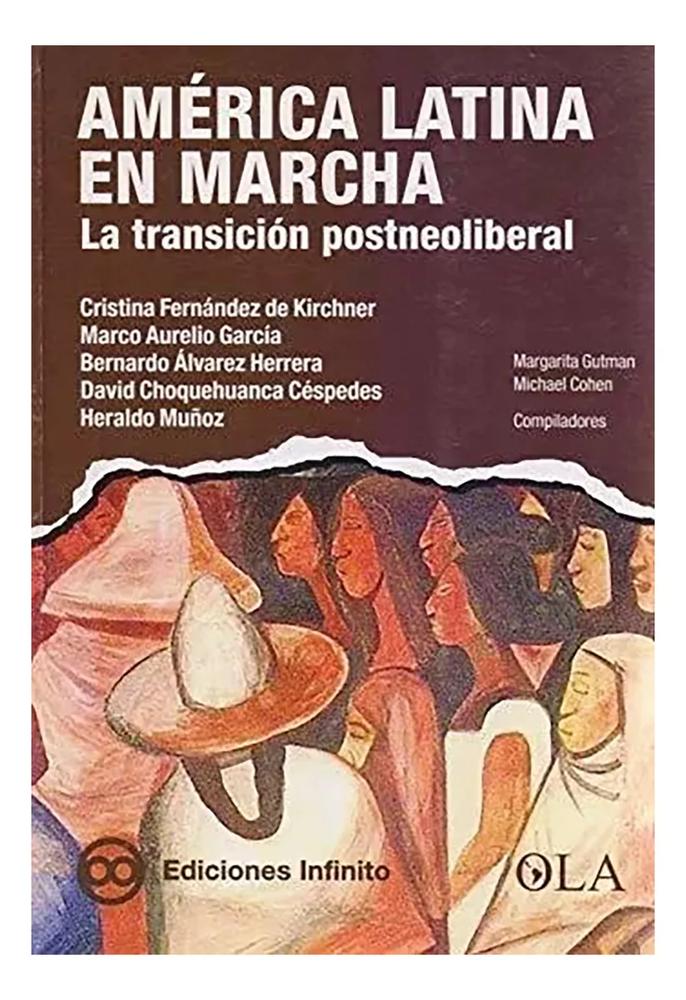 AMÉRICA LATINA
EN MARCHA
La transición postneoliberal
Cristina Fernández de Kirchner
Marco Aurelio García
Bernardo Álvarez Herrera
David Choquehuanca Céspedes
Heraldo Muñoz
Margarita Gutman
Michael Cohen
Compiladores
Ediciones Infinito
OLA